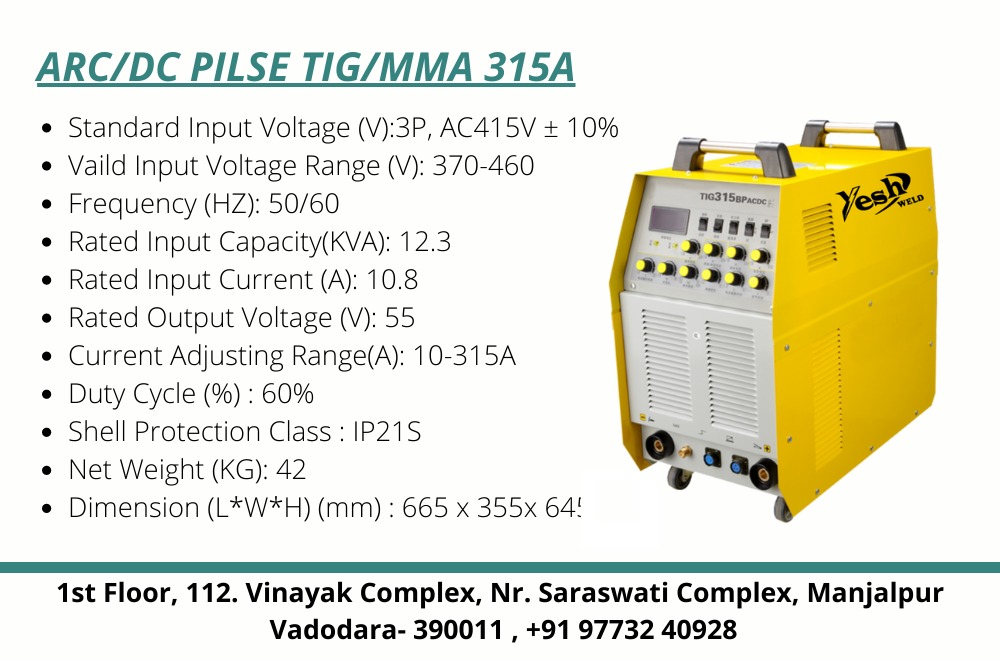 ARC/DC PILSE TIG/MMA 315A
Standard Input Voltage (V):3P, AC415V ± 10%
Vaild Input Voltage Range (V): 370-460
Frequency (HZ): 50/60
Rated Input Capacity(KVA): 12.3
Rated Input Current (A): 10.8
Rated Output Voltage (V): 55
Current Adjusting Range(A): 10-315A
Duty Cycle (%) : 60%
Shell Protection Class : IP21S
Net Weight (KG): 42
Dimension (L*W*H) (mm) : 665 x 355x 645
TIG315BPACDC
Yesh
WELD
1st Floor, 112. Vinayak Complex, Nr. Saraswati Complex, Manjalpur
Vadodara- 390011 , +91 97732 40928